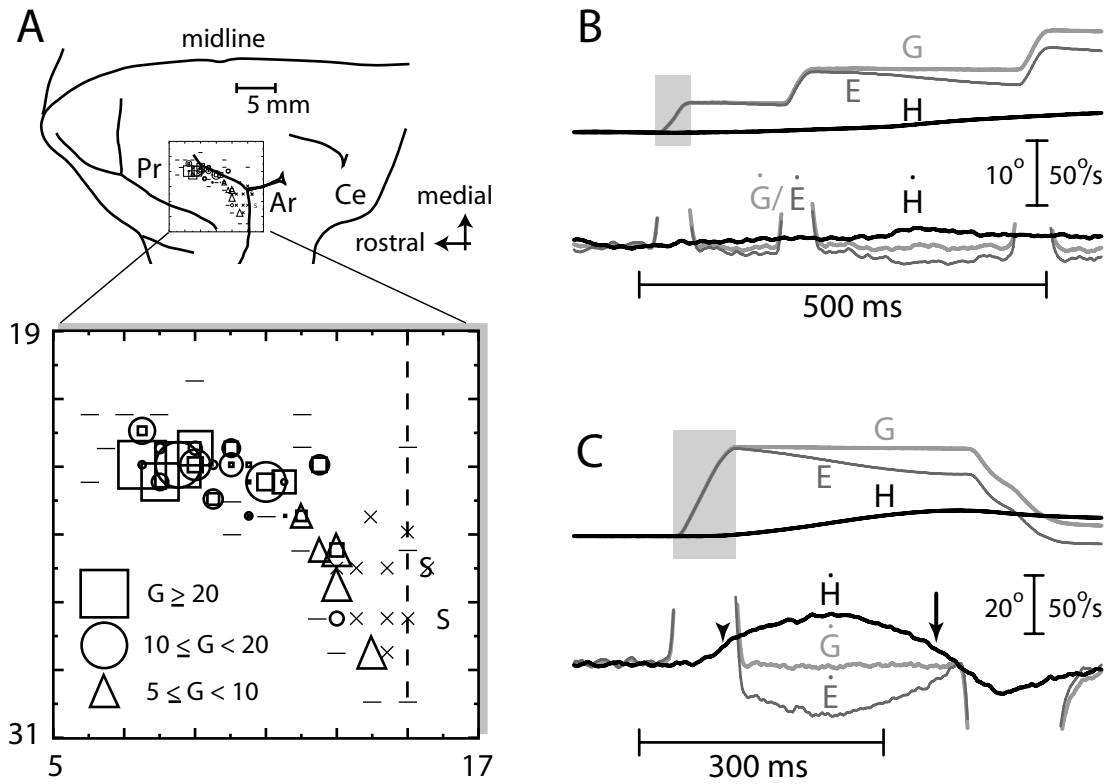 A
midline
5 mm
Pr
Ar
Ce
medial
rostral
19
S
S
G ≥ 20
10 ≤ G < 20
5 ≤ G < 10
31
5
17
B
G
E
H
10° 50°/s
Ġ/Ė
Ḣ
500 ms
C
G
E
H
20° 50°/s
Ḣ
Ġ
Ė
300 ms